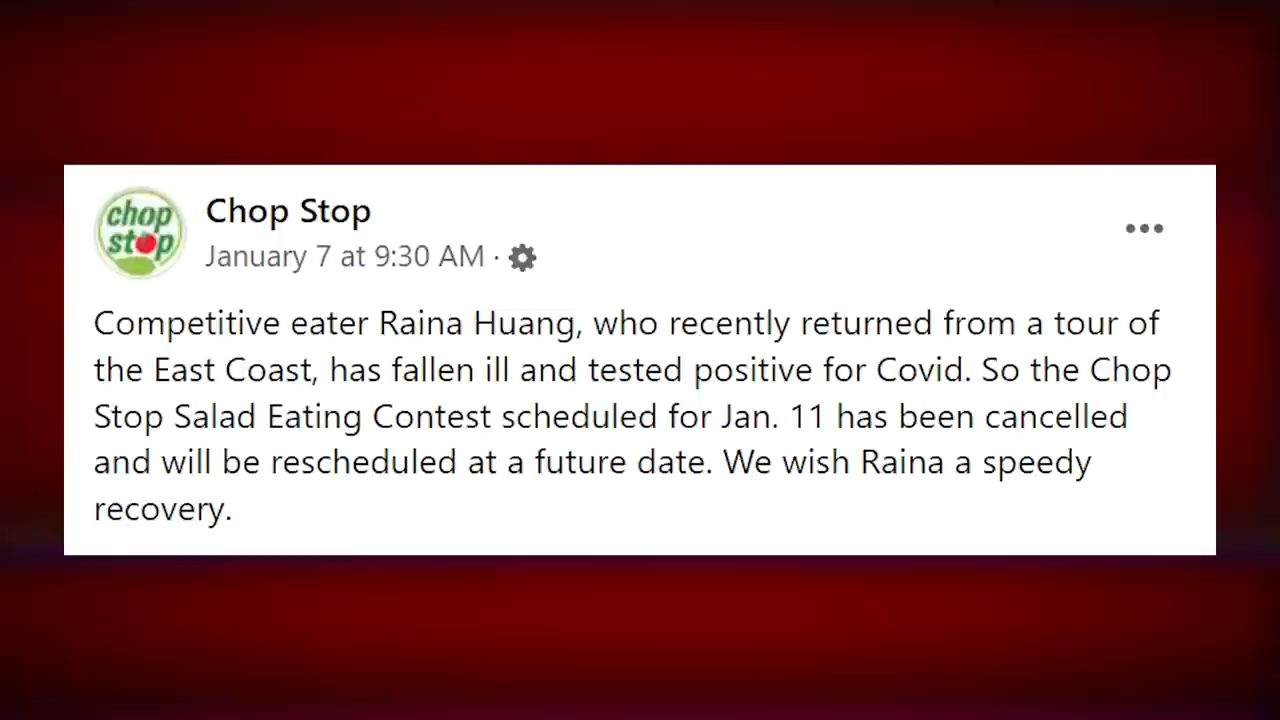 chop
stop
Chop Stop
January 7 at 9:30 AM ·
Competitive eater Raina Huang, who recently returned from a tour of
the East Coast, has fallen ill and tested positive for Covid. So the Chop
Stop Salad Eating Contest scheduled for Jan. 11 has been cancelled
and will be rescheduled at a future date. We wish Raina a speedy
recovery.